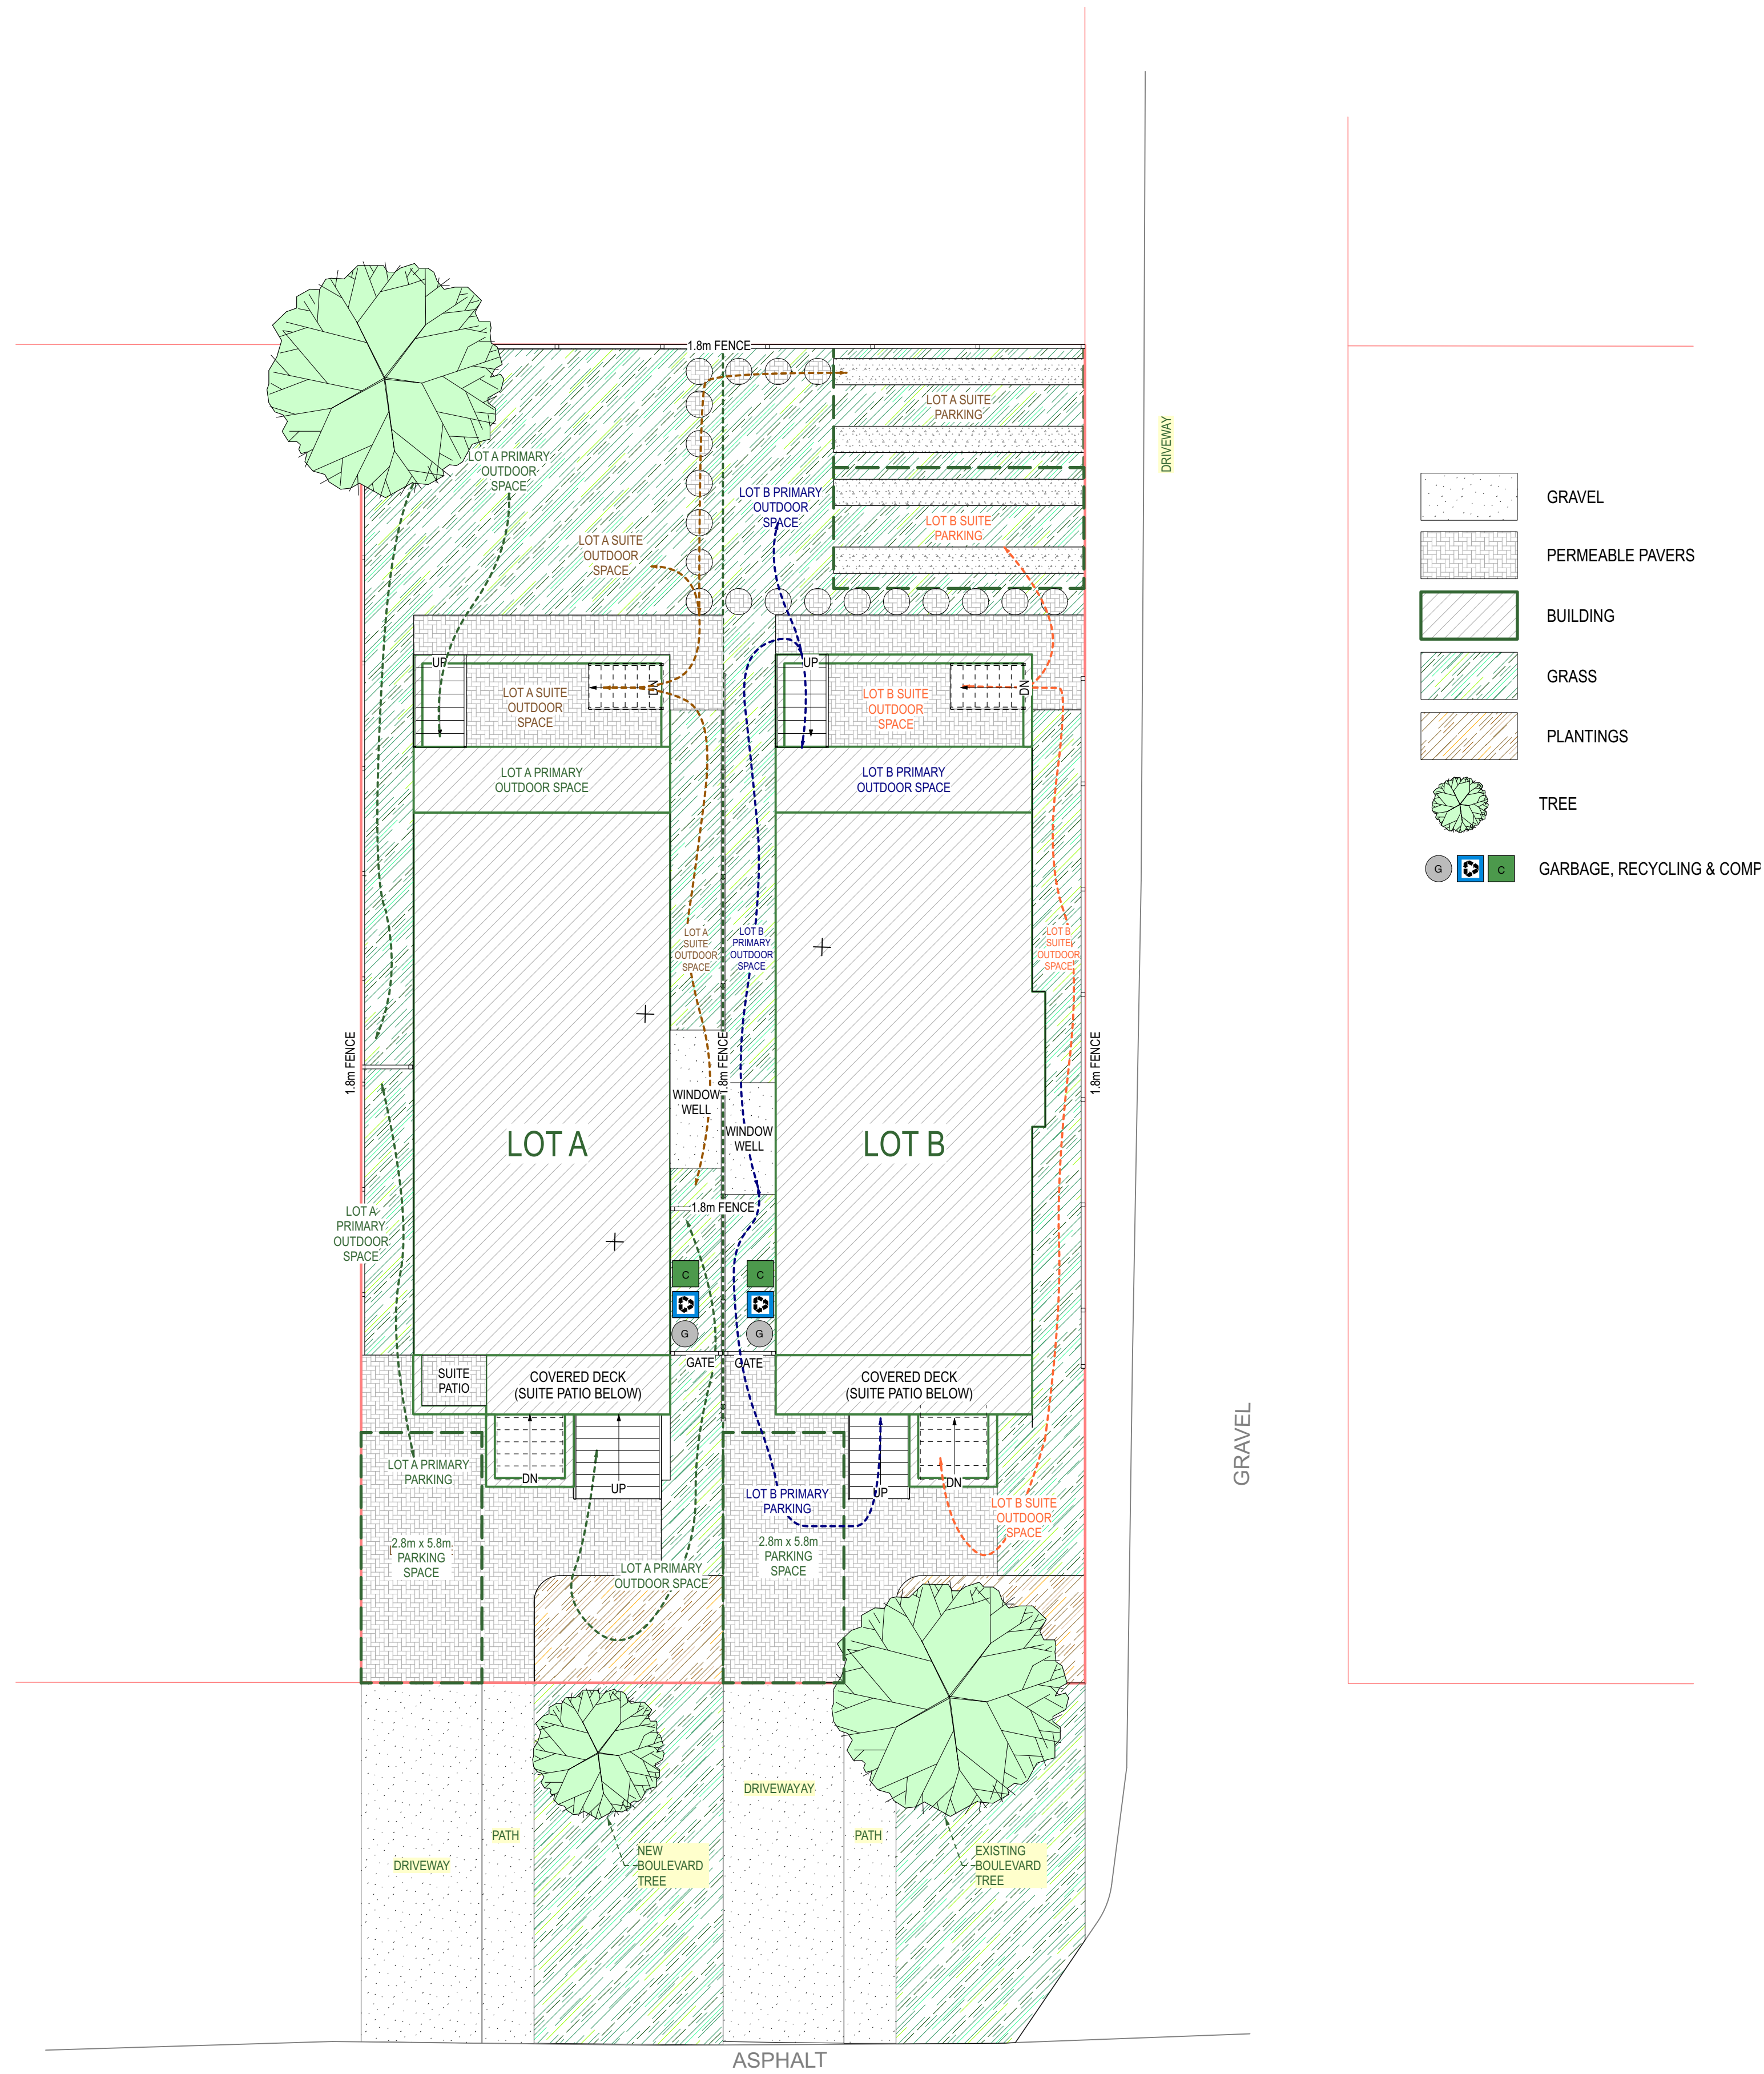 1.8m FENCE
LOT A SUITE
PARKING
DRIVEWAY
LOT A PRIMARY
OUTDOOR
SPACE
LOT B PRIMARY
OUTDOOR
SPACE
LOT A SUITE
OUTDOOR
SPACE
LOT B SUITE
PARKING
GRAVEL
PERMEABLE PAVERS
BUILDING
GRASS
PLANTINGS
TREE
G
C
GARBAGE, RECYCLING & COMP
UP
LOT A SUITE
OUTDOOR
SPACE
DN
UP
LOT B SUITE
OUTDOOR
SPACE
DN
LOT A PRIMARY
OUTDOOR SPACE
LOT B PRIMARY
OUTDOOR SPACE
LOT A
SUITE
OUTDOOR
SPACE
LOT B
PRIMARY
OUTDOOR
SPACE
LOT B
SUITE
OUTDOOR
SPACE
1.8m FENCE
1.8m FENCE
1.8m FENCE
WINDOW
WELL
WINDOW
WELL
LOT A
LOT B
1.8m FENCE
LOT A
PRIMARY
OUTDOOR
SPACE
C
C
G
G
GATE
GATE
SUITE
PATIO
COVERED DECK
(SUITE PATIO BELOW)
COVERED DECK
(SUITE PATIO BELOW)
LOT A PRIMARY
PARKING
DN
UP
LOT B PRIMARY
PARKING
UP
DN
LOT B SUITE
OUTDOOR
SPACE
GRAVEL
2.8m x 5.8m
PARKING
SPACE
LOT A PRIMARY
OUTDOOR SPACE
2.8m x 5.8m
PARKING
SPACE
DRIVEWAYAY
PATH
PATH
DRIVEWAY
NEW
BOULEVARD
TREE
EXISTING
BOULEVARD
TREE
ASPHALT